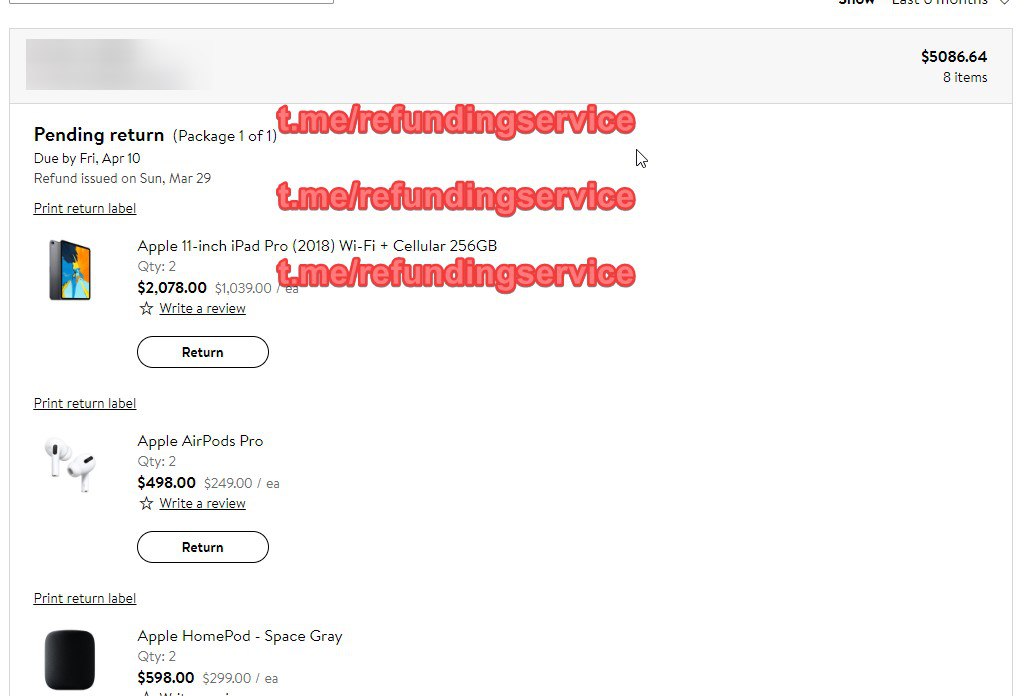 Show Last 6 months
$5086.64
8 items
t.me/refundingservice
Pending return (Package 1 of 1)
Due by Fri, Apr 10
Refund issued on Sun, Mar 29
t.me/refundingservice
Print return label
Apple 11-inch iPad Pro (2018) Wi-Fi + Cellular 256GB
Qty: 2
t.me/refundingservice
$2,078.00 $1,039.00 / ea
Write a review
Return
Print return label
Apple AirPods Pro
Qty: 2
$498.00 $249.00 / ea
Write a review
Return
Print return label
Apple HomePod - Space Gray
Qty: 2
$598.00 $299.00 / ea